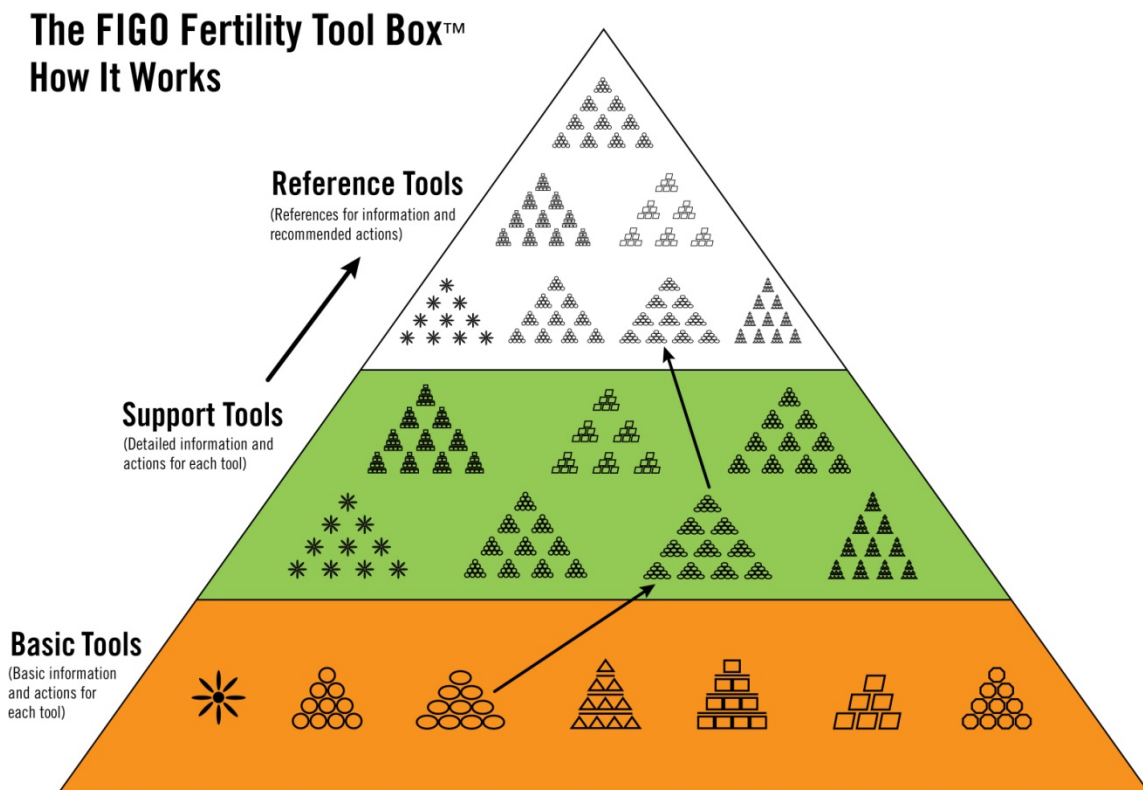 The FIGO Fertility Tool Box™
How It Works
Reference Tools
(References for information and
recommended actions)
Support Tools
(Detailed information and
actions for each tool)
Basic Tools
(Basic information
and actions for
each tool)